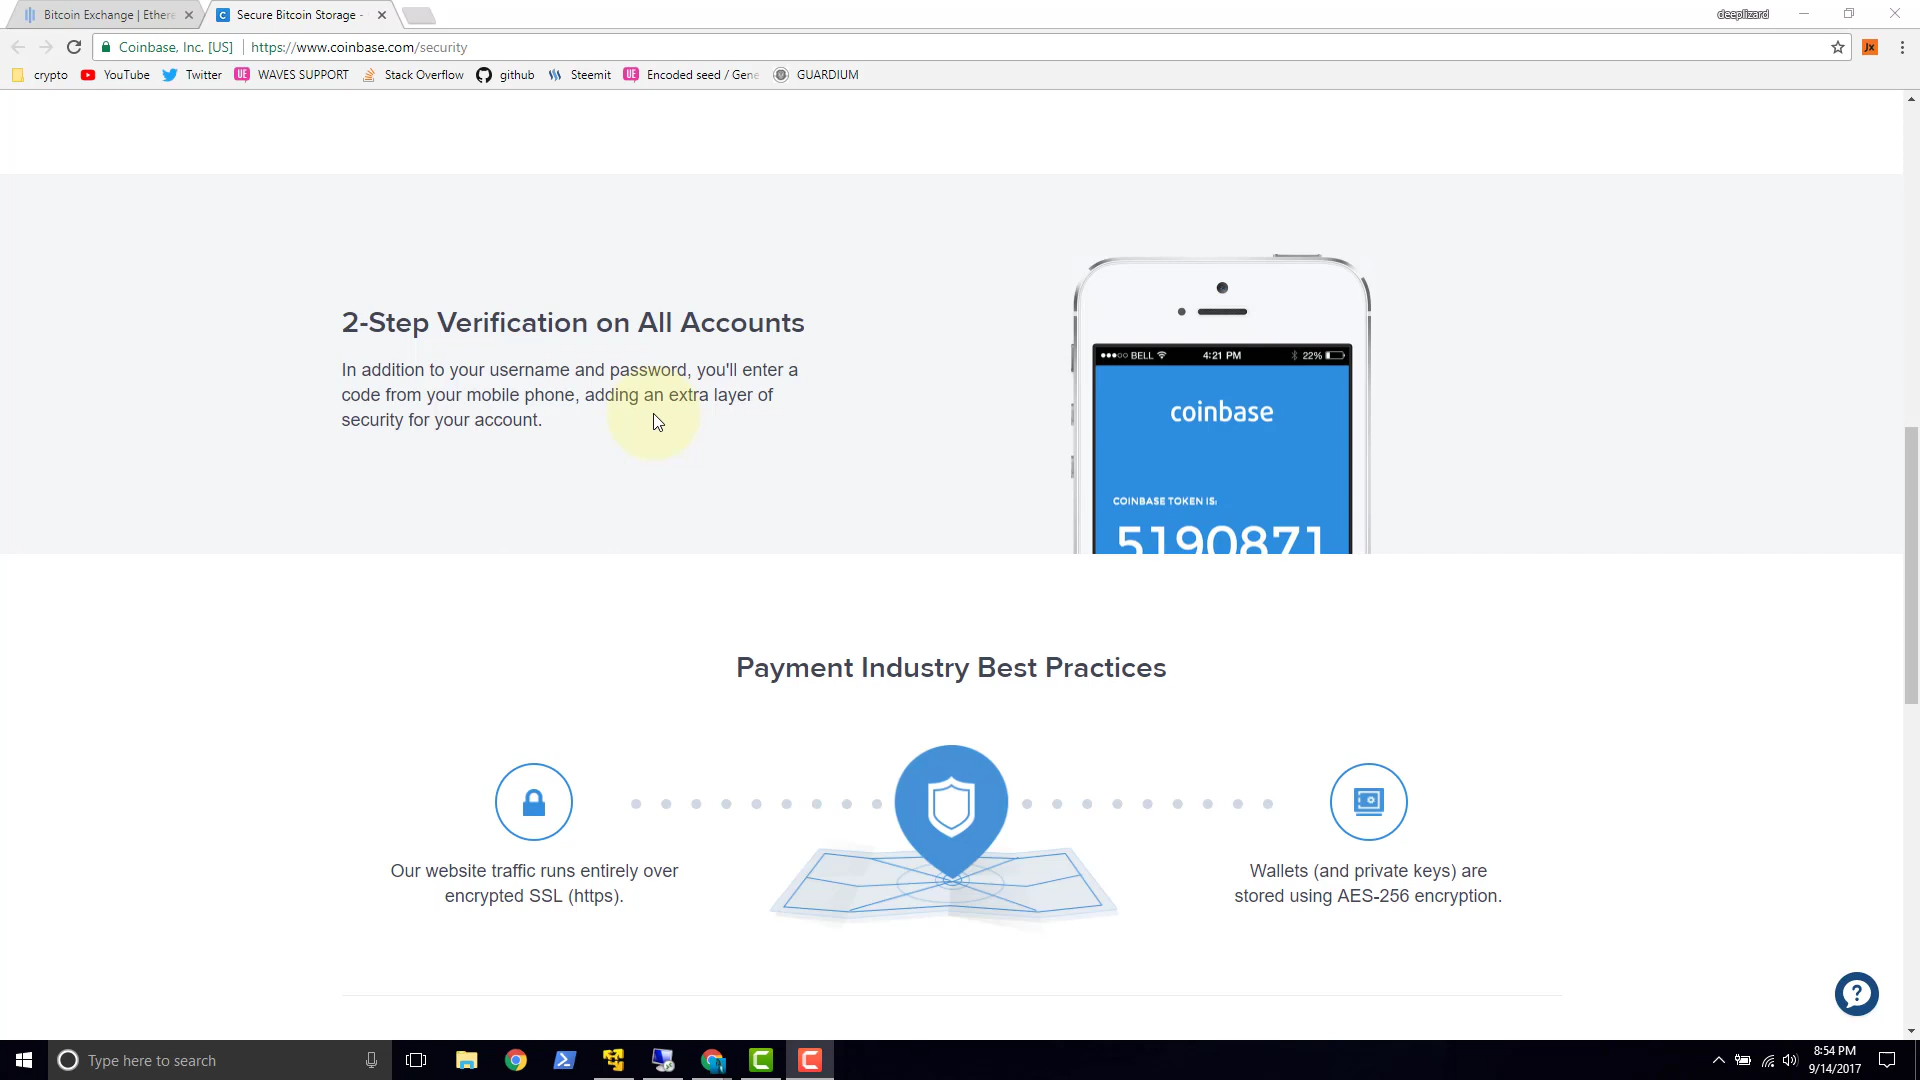 Bitcoin Exchange | Ethere
Secure Bitcoin Storage -
deeplizard
Coinbase, Inc. [US]
https://www.coinbase.com/security
Jx
crypto
YouTube
Twitter
UE
WAVES SUPPORT
Stack Overflow
github
Steemit
UE
Encoded seed / Gene
GUARDIUM
2-Step Verification on All Accounts
In addition to your username and password, you'll enter a
code from your mobile phone, adding an extra layer of
security for your account.
BELL
4:21 PM
22%
coinbase
COINBASE TOKEN IS:
5190871
Payment Industry Best Practices
Our website traffic runs entirely over
encrypted SSL (https).
Wallets (and private keys) are
stored using AES-256 encryption.
Type here to search
8:54 PM
9/14/2017